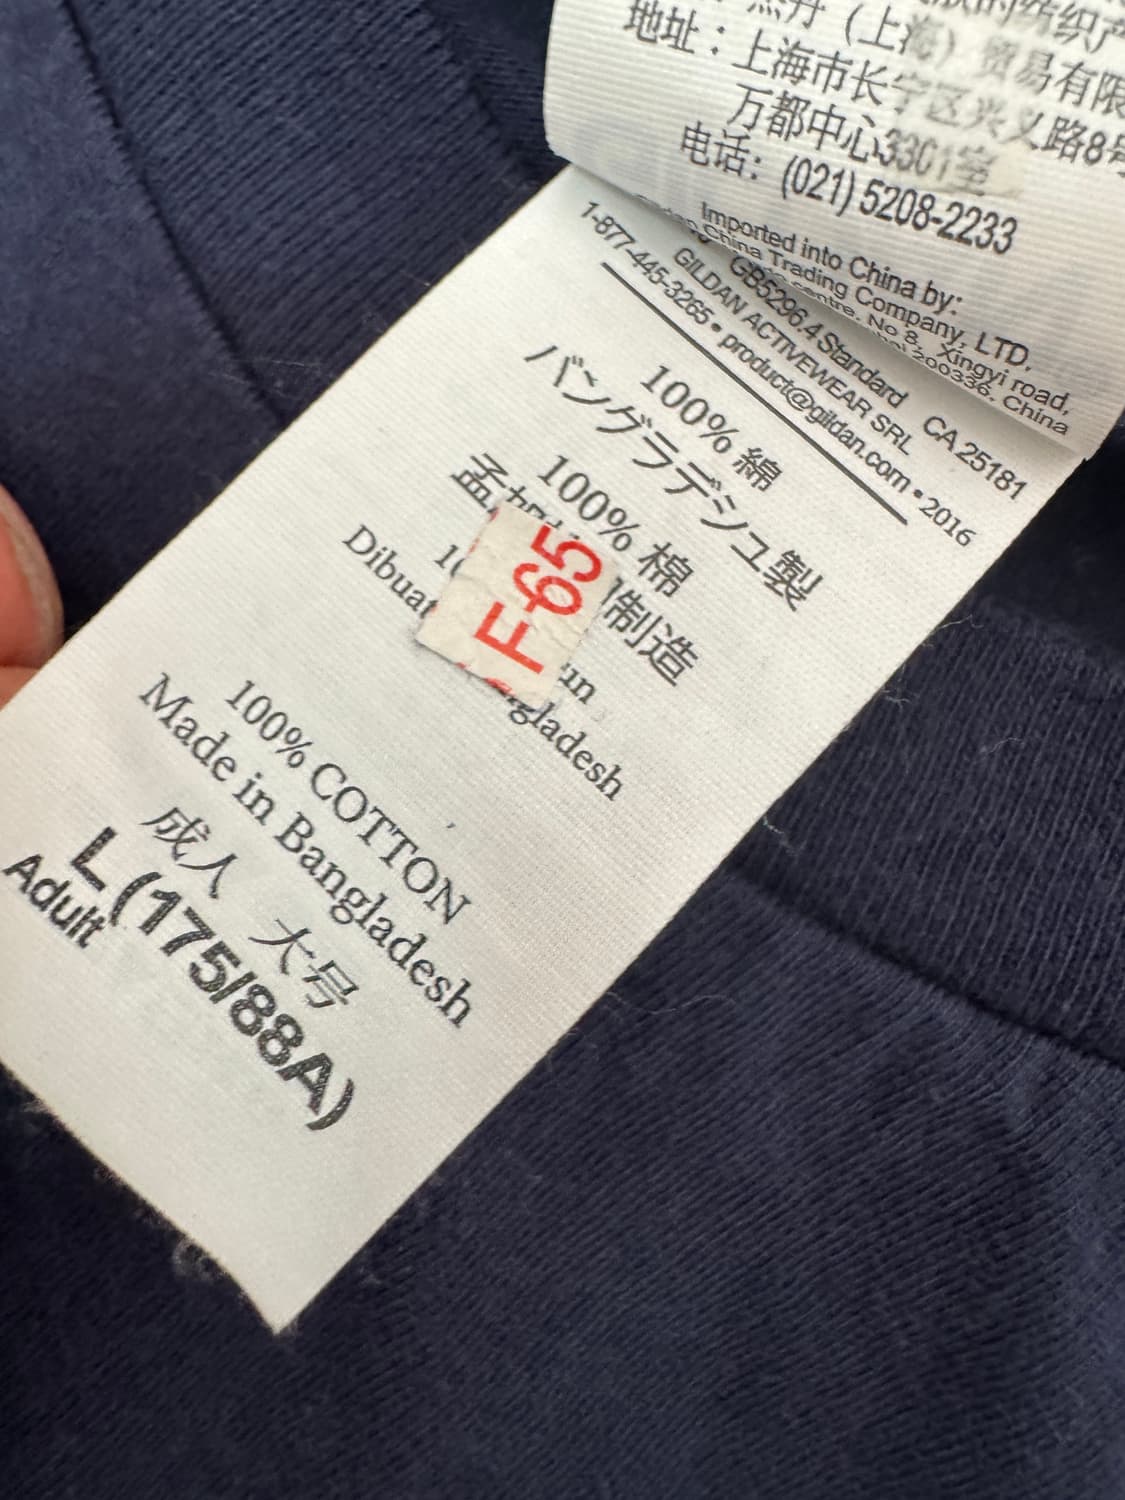 地址：上海市长宁区兴义路8号
万都中心3301室
电话：(021) 5208-2233
Imported into China by:
China Trading Company, LTD,
centre, No 8, Xingyi road,
200336, China
GB5296.4 Standard CA 25181
GILDAN ACTIVEWEAR SRL
1-877-445-3265 • product@gildan.com • 2016
100% 綿
バングラデシュ製
100% 棉
孟加 制造
F65
Dibuat gladesh
100% COTTON
Made in Bangladesh
成人 大号
L (175/88A)
Adult